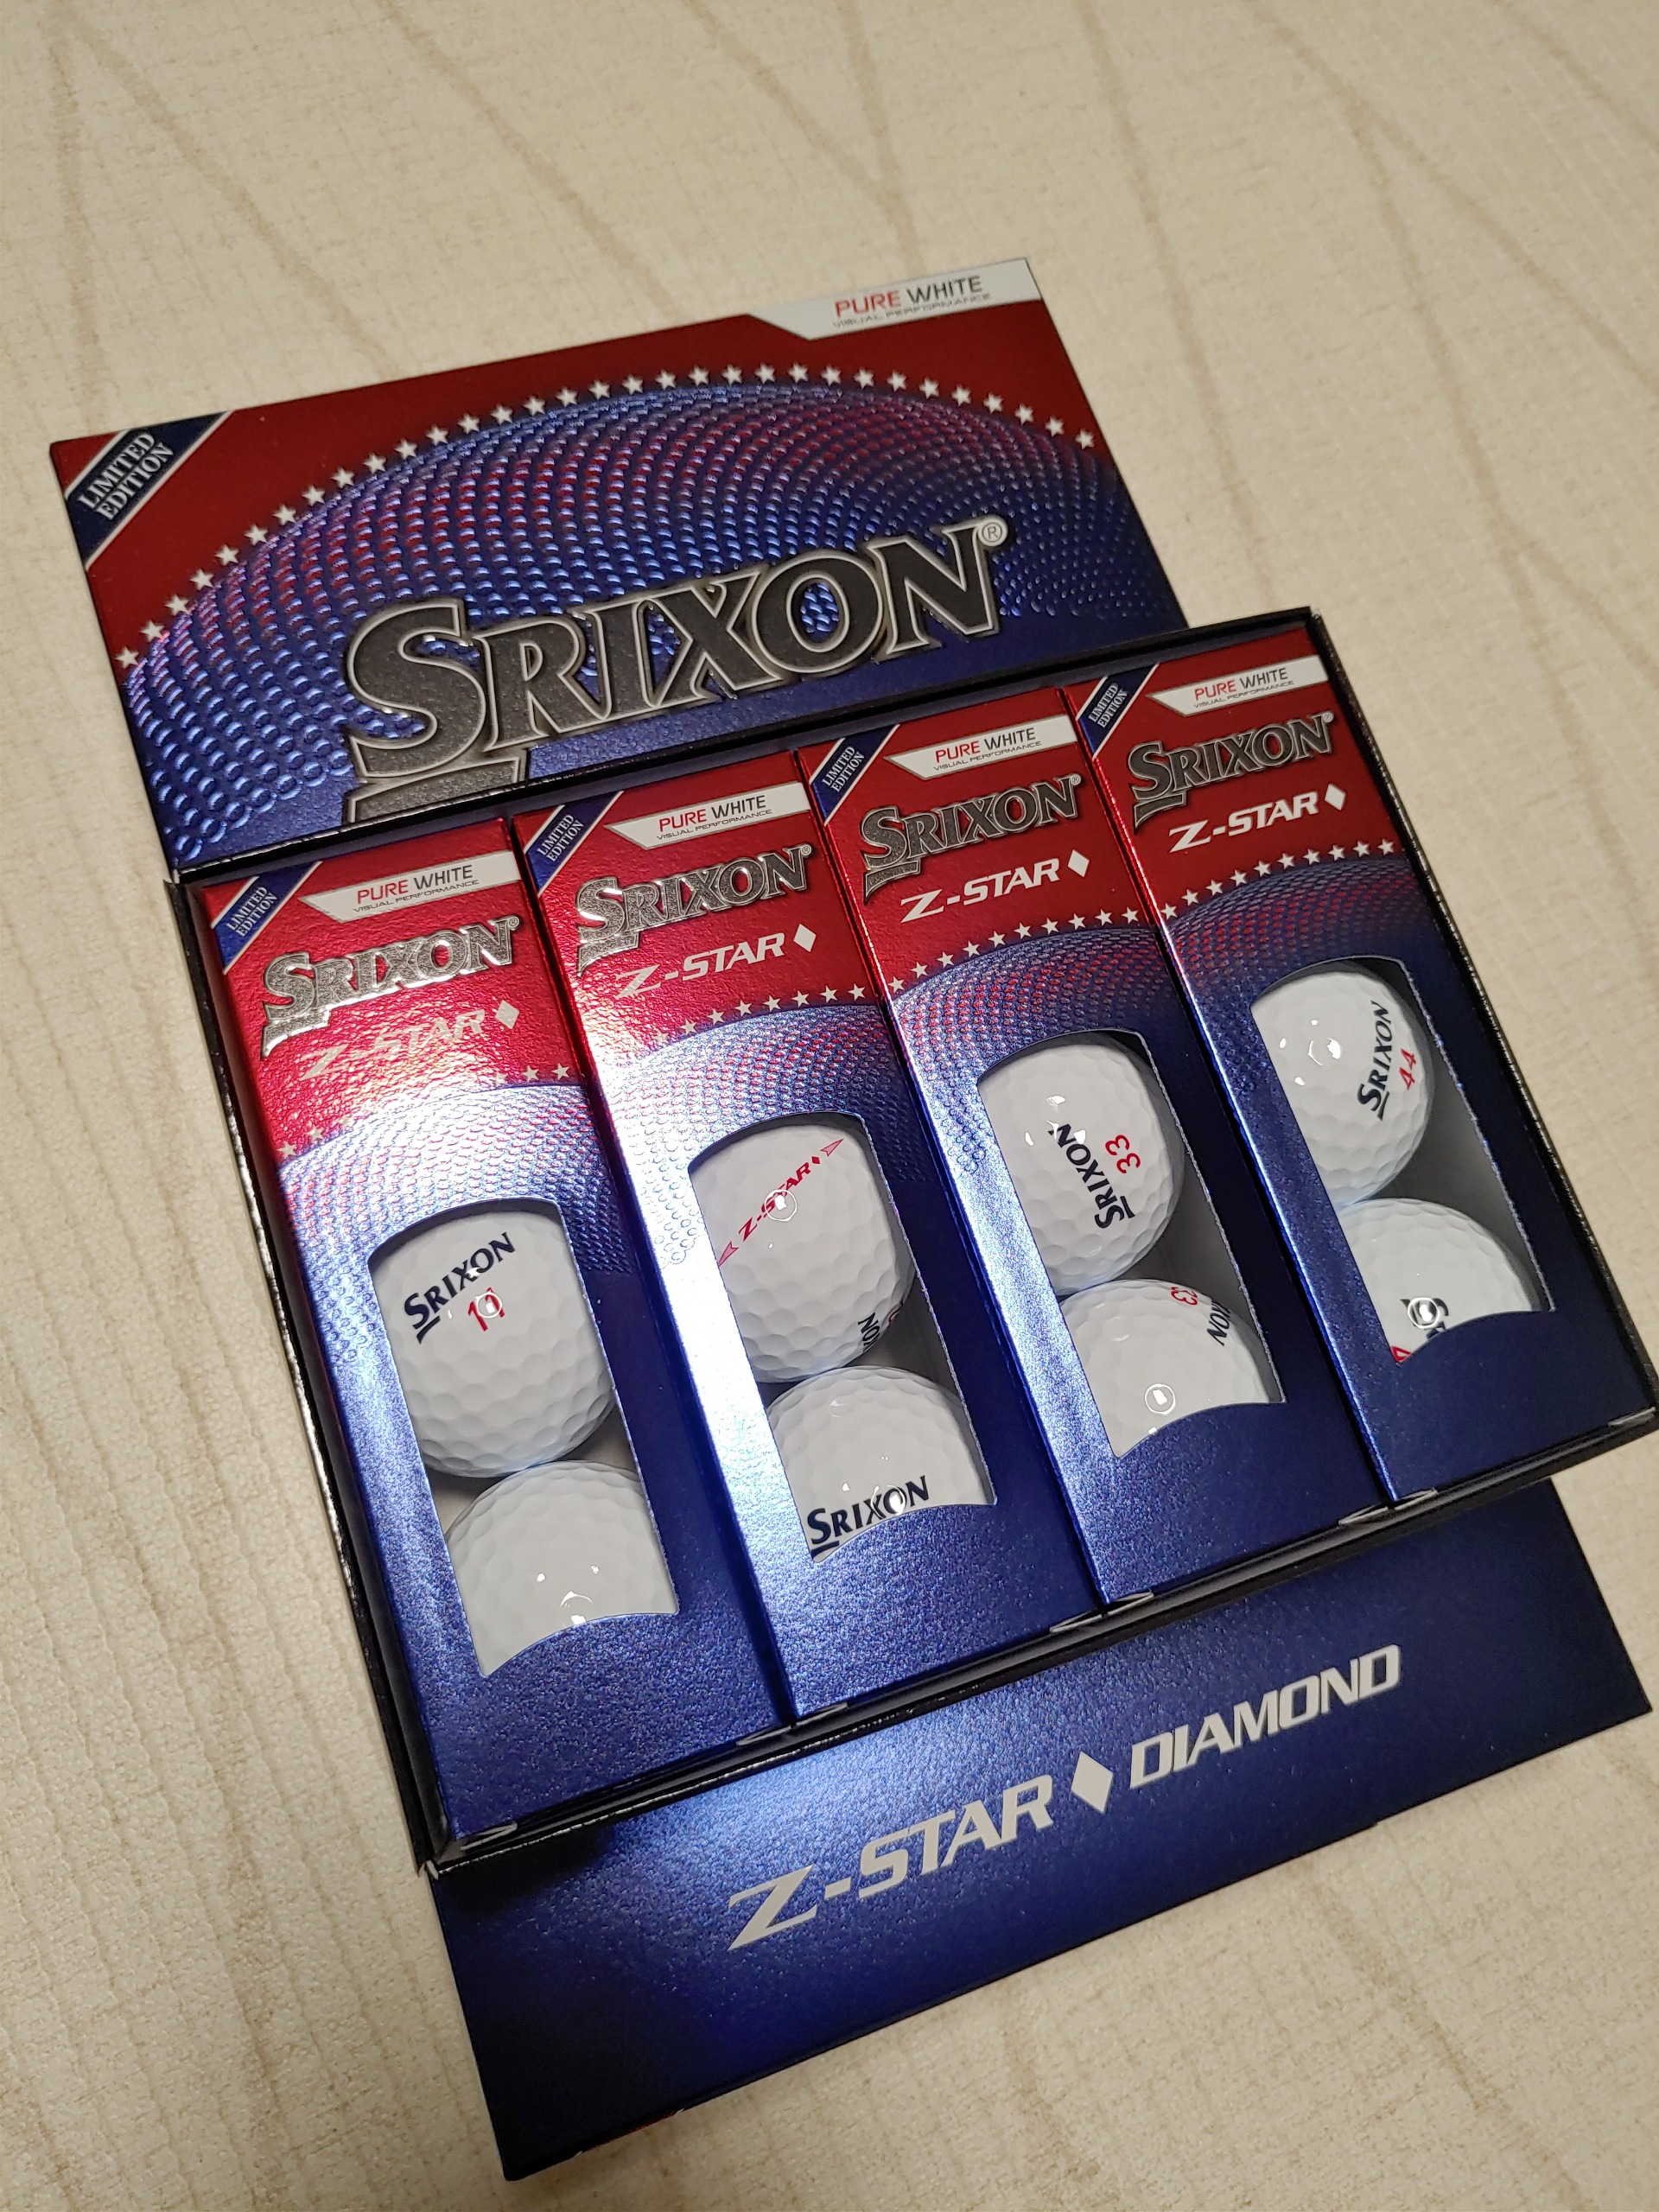 PURE WHITE
VISUAL PERFORMANCE
LIMITED
EDITION
SRIXON®
LIMITED
EDITION
PURE WHITE
VISUAL PERFORMANCE
SRIXON®
Z-STAR♦
LIMITED
EDITION
PURE WHITE
VISUAL PERFORMANCE
SRIXON®
Z-STAR♦
LIMITED
EDITION
PURE WHITE
VISUAL PERFORMANCE
SRIXON®
Z-STAR♦
LIMITED
EDITION
PURE WHITE
VISUAL PERFORMANCE
SRIXON®
Z-STAR♦
SRIXON
Z-STAR♦
XON
SRIXON
SRIXON
33
XON
SRIXON
44
Z-STAR♦DIAMOND